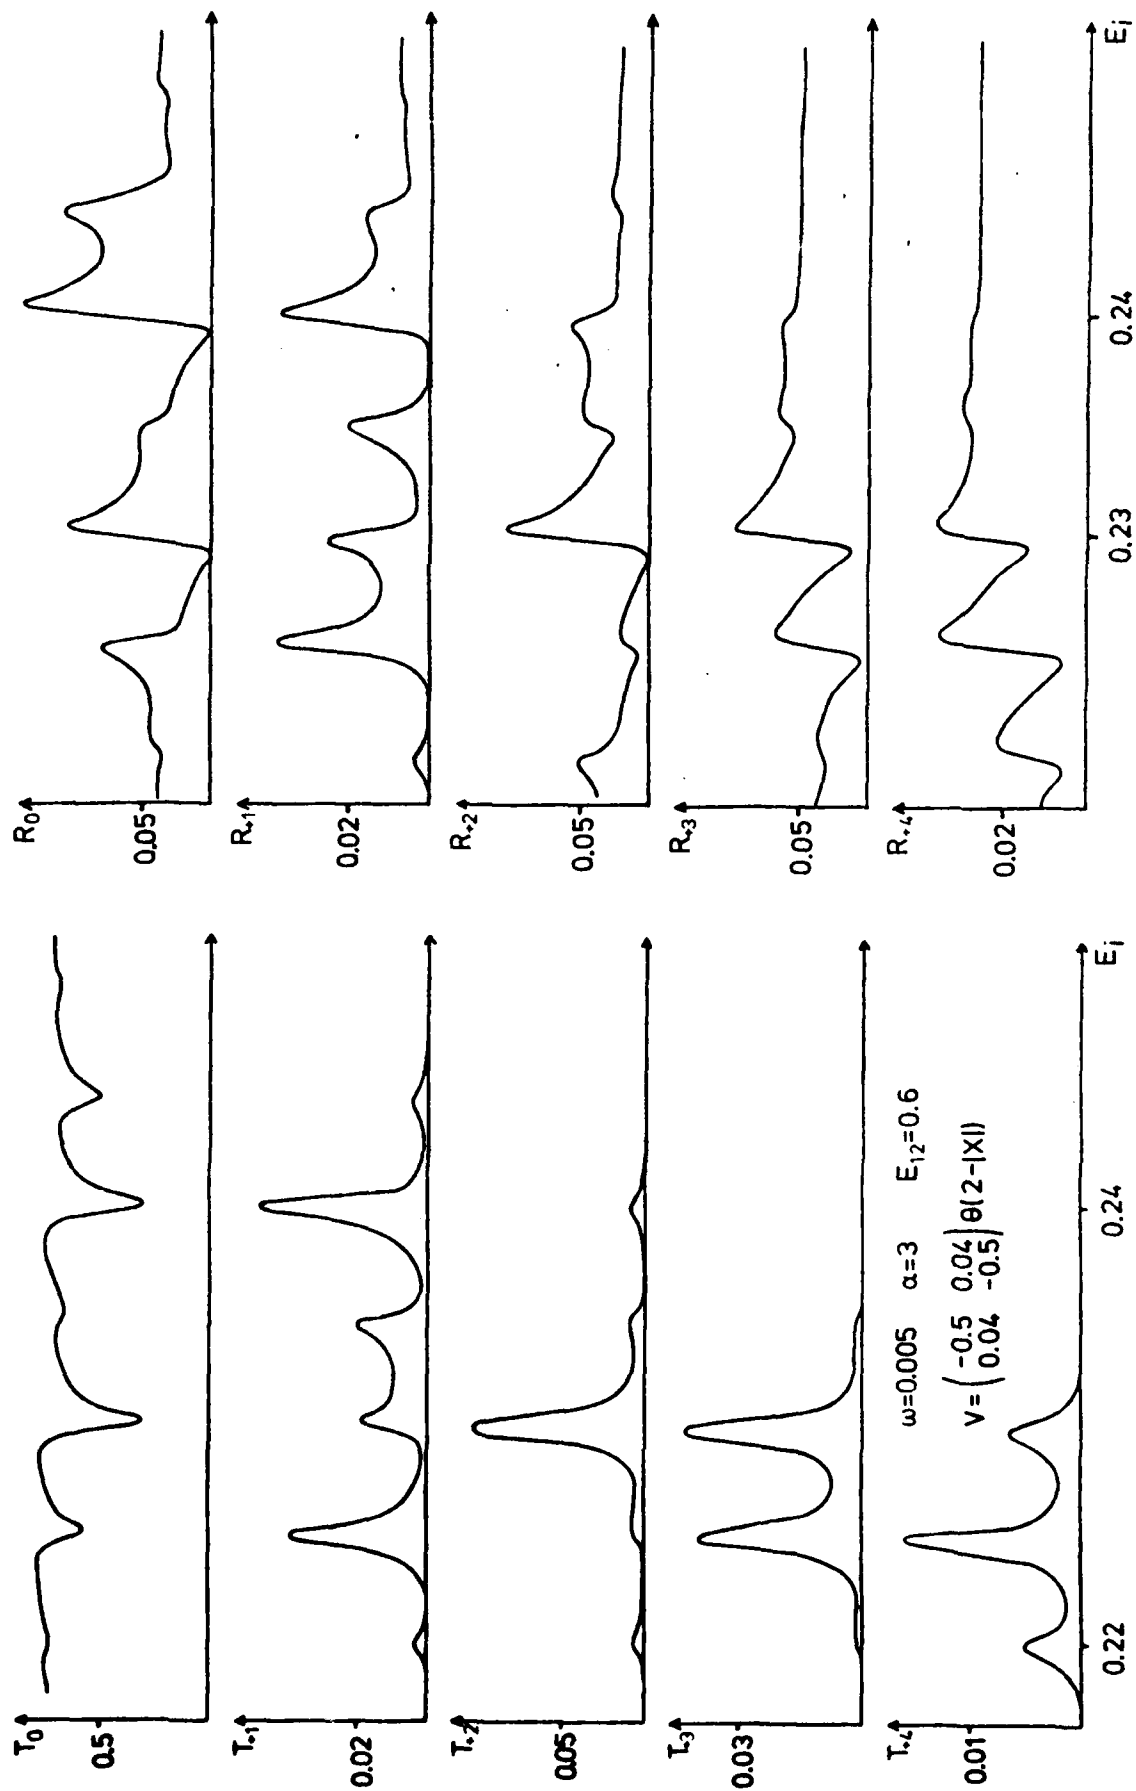 T₀
0.5
T₊₁
0.02
T₊₂
0.05
T₊₃
0.03
T₊₄
0.01
ω=0.005 α=3 E₁₂=0.6
V = ( -0.5 0.04
0.04 -0.5 ) θ(2-|X|)
0.22
0.24
Eᵢ
R₀
0.05
R₊₁
0.02
R₊₂
0.05
R₊₃
0.05
R₊₄
0.02
0.23
0.24
Eᵢ